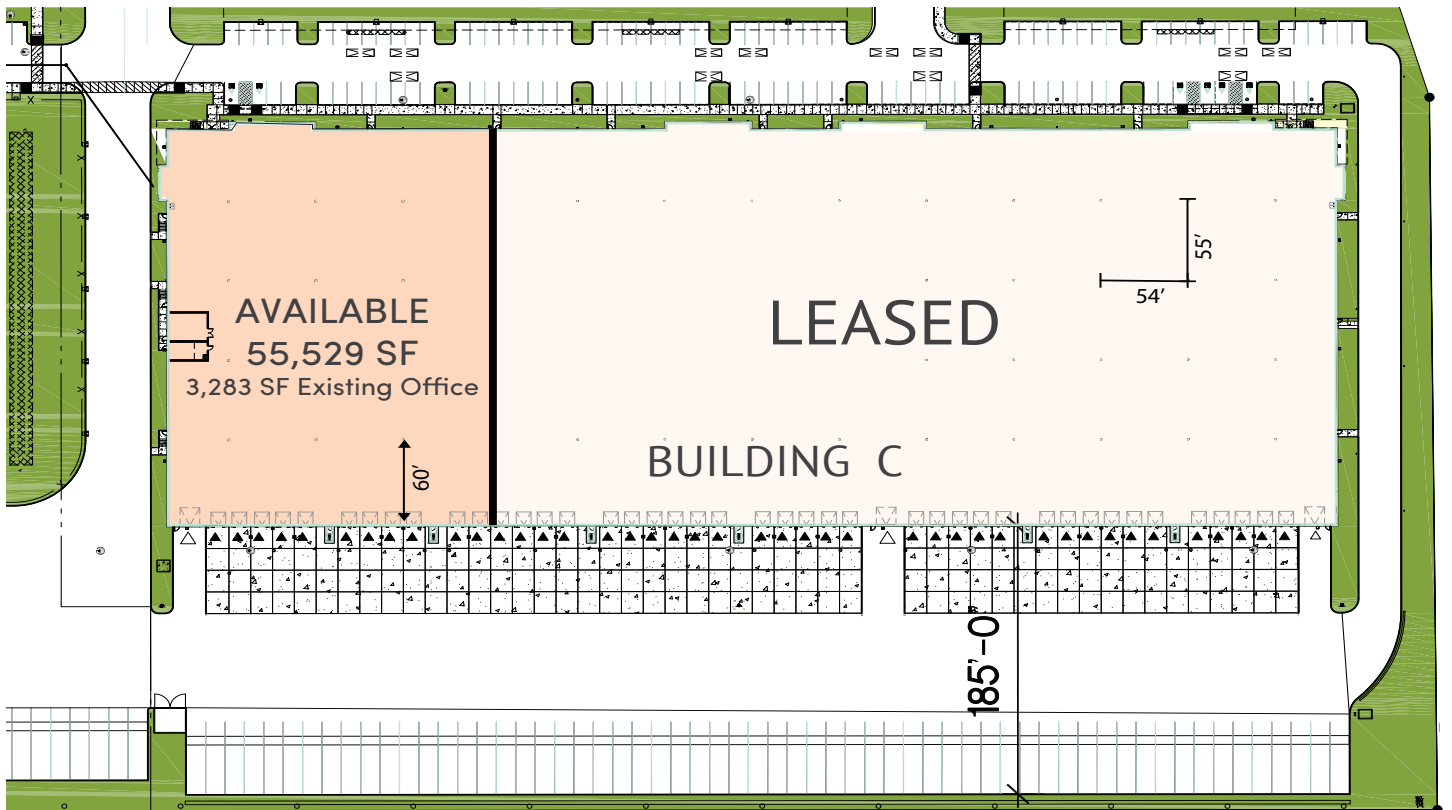 AVAILABLE
55,529 SF
3,283 SF Existing Office
LEASED
BUILDING C
55'
54'
60'
185'-0"